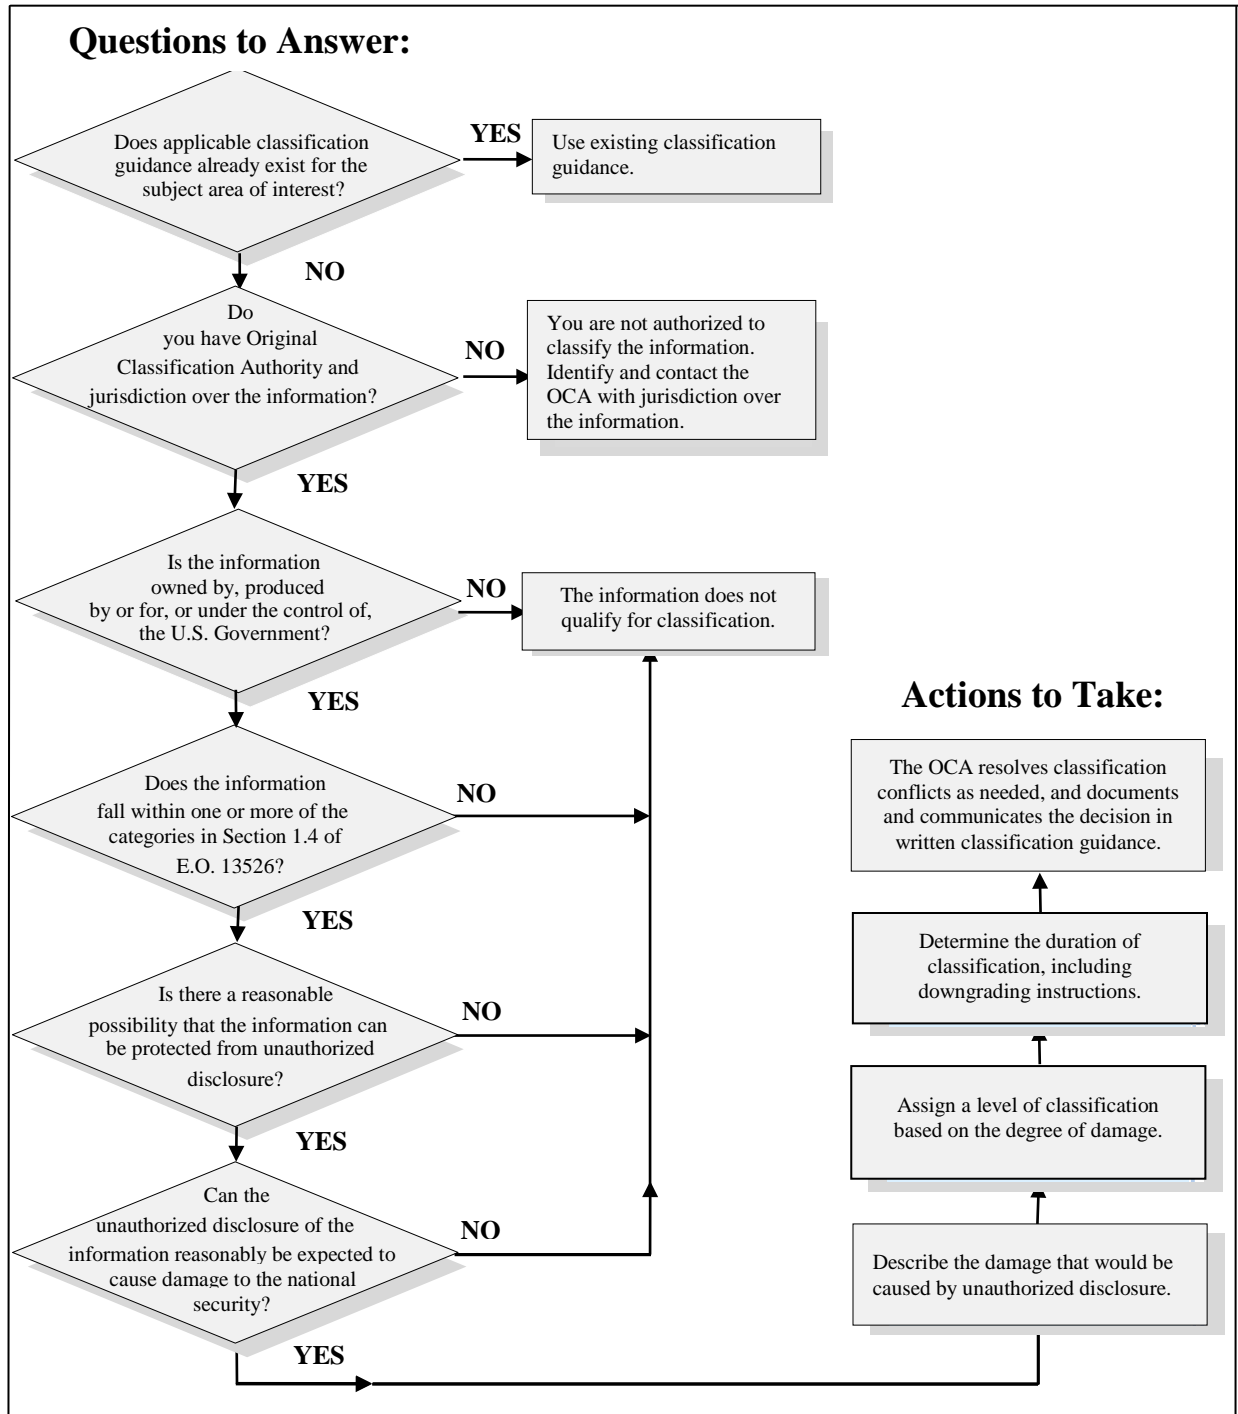 Questions to Answer:
Does applicable classification
guidance already exist for the
subject area of interest?
YES
Use existing classification
guidance.
NO
Do
you have Original
Classification Authority and
jurisdiction over the information?
NO
You are not authorized to
classify the information.
Identify and contact the
OCA with jurisdiction over
the information.
YES
Is the information
owned by, produced
by or for, or under the control of,
the U.S. Government?
NO
The information does not
qualify for classification.
YES
Does the information
fall within one or more of the
categories in Section 1.4 of
E.O. 13526?
NO
YES
Is there a reasonable
possibility that the information can
be protected from unauthorized
disclosure?
NO
YES
Can the
unauthorized disclosure of the
information reasonably be expected to
cause damage to the national
security?
NO
YES
Actions to Take:
The OCA resolves classification
conflicts as needed, and documents
and communicates the decision in
written classification guidance.
Determine the duration of
classification, including
downgrading instructions.
Assign a level of classification
based on the degree of damage.
Describe the damage that would be
caused by unauthorized disclosure.